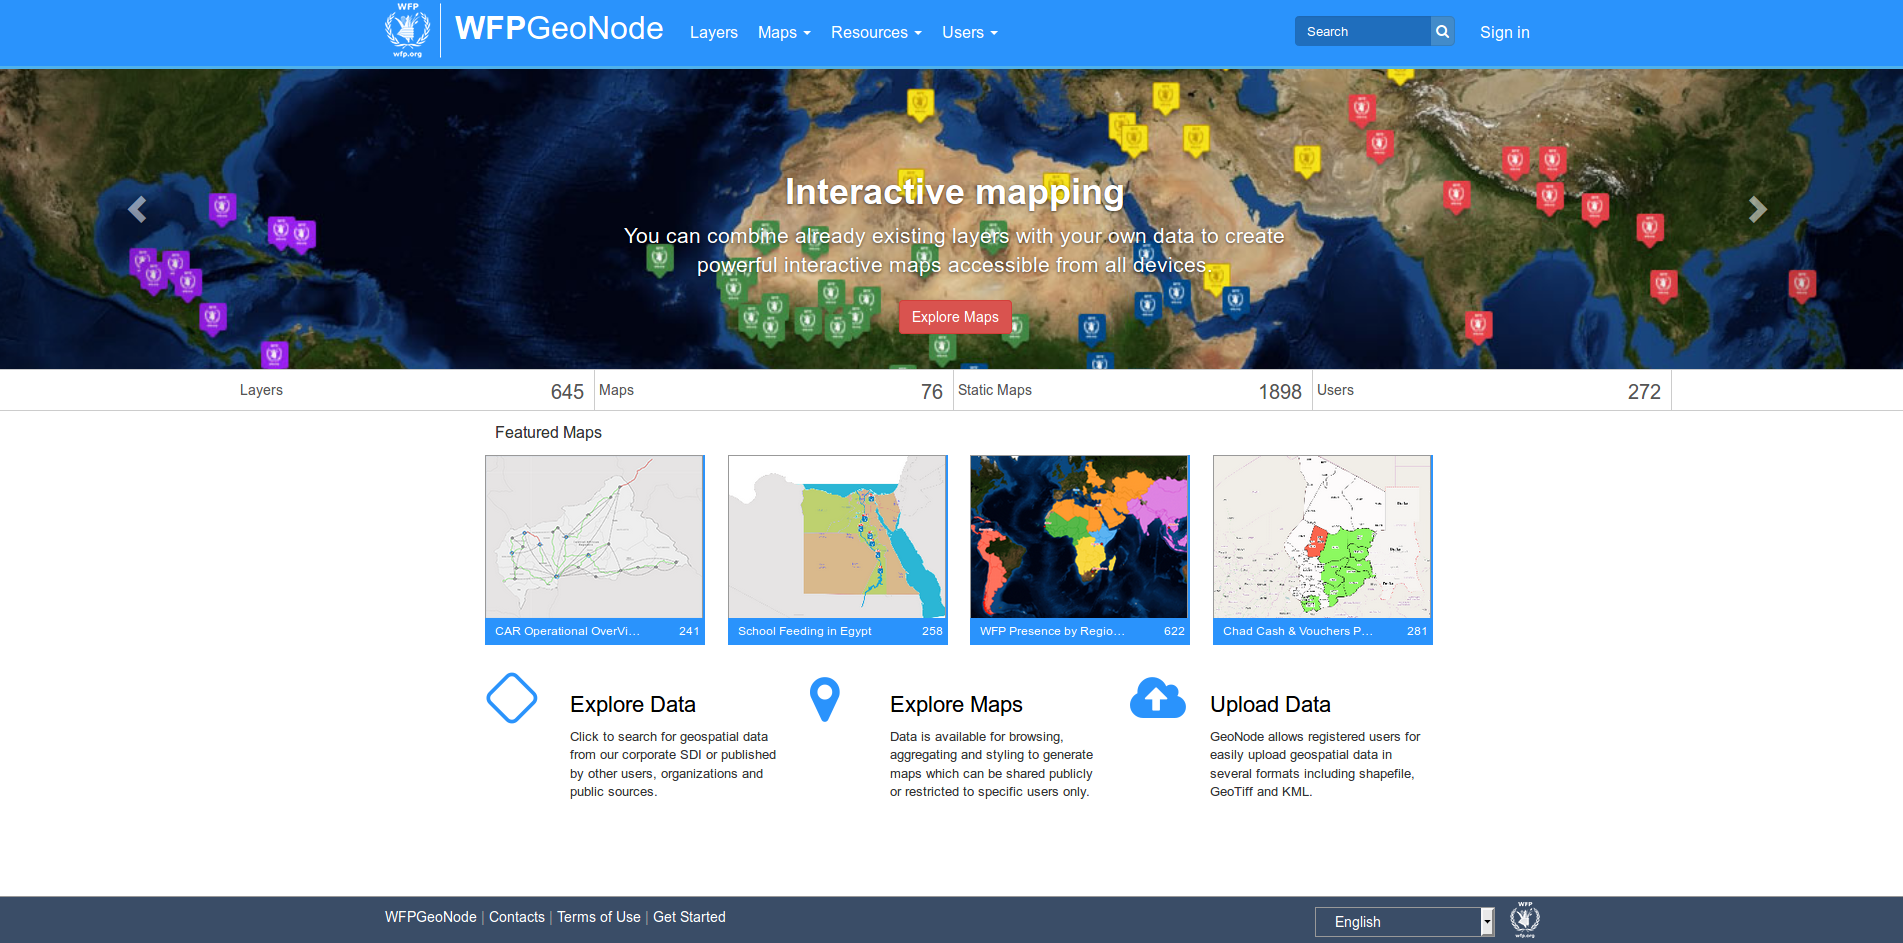 WFP
wfp.org
WFPGeoNode
Layers
Maps
Resources
Users
Search
Sign in
Interactive mapping
You can combine already existing layers with your own data to create
powerful interactive maps accessible from all devices.
Explore Maps
Layers 645
Maps 76
Static Maps 1898
Users 272
Featured Maps
CAR Operational OverVi... 241
School Feeding in Egypt 258
WFP Presence by Regio... 622
Chad Cash & Vouchers P... 281
Explore Data
Click to search for geospatial data
from our corporate SDI or published
by other users, organizations and
public sources.
Explore Maps
Data is available for browsing,
aggregating and styling to generate
maps which can be shared publicly
or restricted to specific users only.
Upload Data
GeoNode allows registered users for
easily upload geospatial data in
several formats including shapefile,
GeoTiff and KML.
WFPGeoNode | Contacts | Terms of Use | Get Started
English
WFP
wfp.org